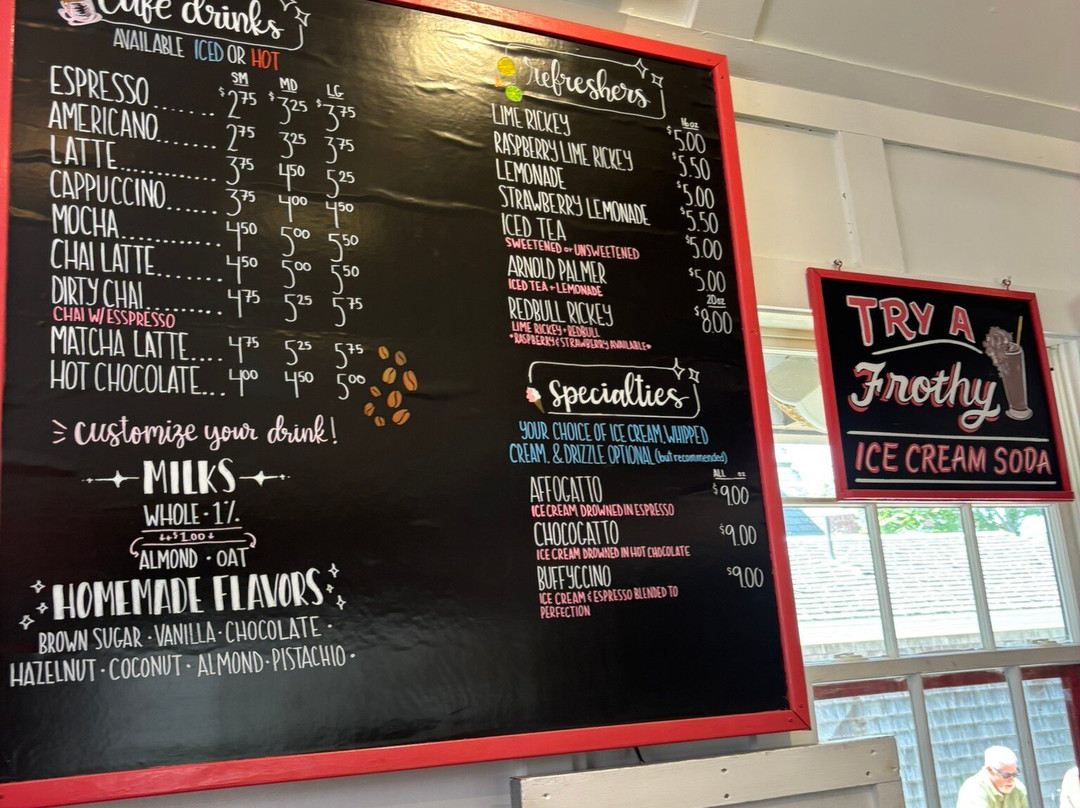 Café drinks
AVAILABLE ICED OR HOT
SM MD LG
ESPRESSO...... $2.75 $3.25 $3.75
AMERICANO...... 2.75 3.25 3.75
LATTE............ 3.75 4.50 5.25
CAPPUCCINO...... 3.75 4.00 4.50
MOCHA............ 4.50 5.00 5.50
CHAI LATTE....... 4.50 5.00 5.50
DIRTY CHAI....... 4.75 5.25 5.75
CHAI W/ ESSPRESSO
MATCHA LATTE.... 4.75 5.25 5.75
HOT CHOCOLATE... 4.00 4.50 5.00
customize your drink!
MILKS
WHOLE · 1%
$1.00
ALMOND · OAT
HOMEMADE FLAVORS
BROWN SUGAR · VANILLA · CHOCOLATE ·
HAZELNUT · COCONUT · ALMOND · PISTACHIO ·
refreshers
16 oz
LIME RICKEY $5.00
RASPBERRY LIME RICKEY $5.50
LEMONADE $5.00
STRAWBERRY LEMONADE $5.50
ICED TEA $5.00
SWEETENED or UNSWEETENED
ARNOLD PALMER $5.00
ICED TEA + LEMONADE
20oz
REDBULL RICKEY $8.00
LIME RICKEY + REDBULL
*RASPBERRY & STRAWBERRY AVAILABLE*
Specialties
YOUR CHOICE OF ICE CREAM, WHIPPED
CREAM, & DRIZZLE OPTIONAL (but recommended)
ALL oz
AFFOGATTO $9.00
ICE CREAM DROWNED IN ESPRESSO
CHOCOGATTO $9.00
ICE CREAM DROWNED IN HOT CHOCOLATE
BUFFYCCINO $9.00
ICE CREAM & ESPRESSO BLENDED TO
PERFECTION
TRY A
Frothy
ICE CREAM SODA